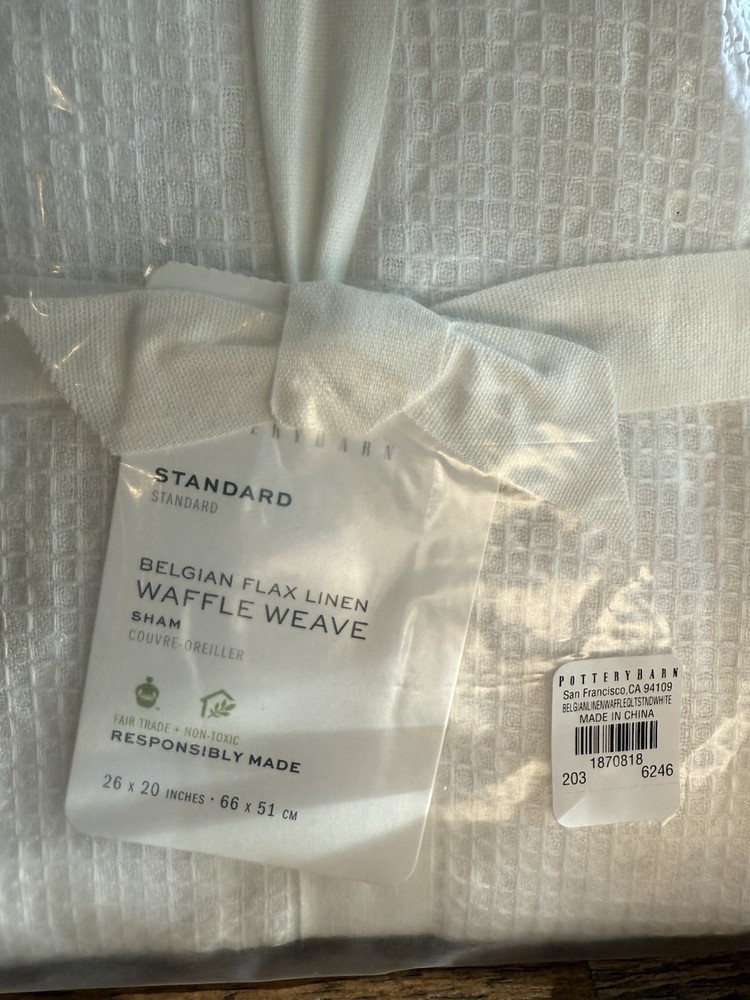 ERYBARN
STANDARD
STANDARD
BELGIAN FLAX LINEN
WAFFLE WEAVE
SHAM
COUVRE-OREILLER
FAIR TRADE + NON-TOXIC
RESPONSIBLY MADE
26 x 20 INCHES · 66 x 51 CM
POTTERYBARN
San Francisco,CA 94109
BELGIANLINENWAFFLEQLTSTNDWHITE
MADE IN CHINA
1870818
203 6246